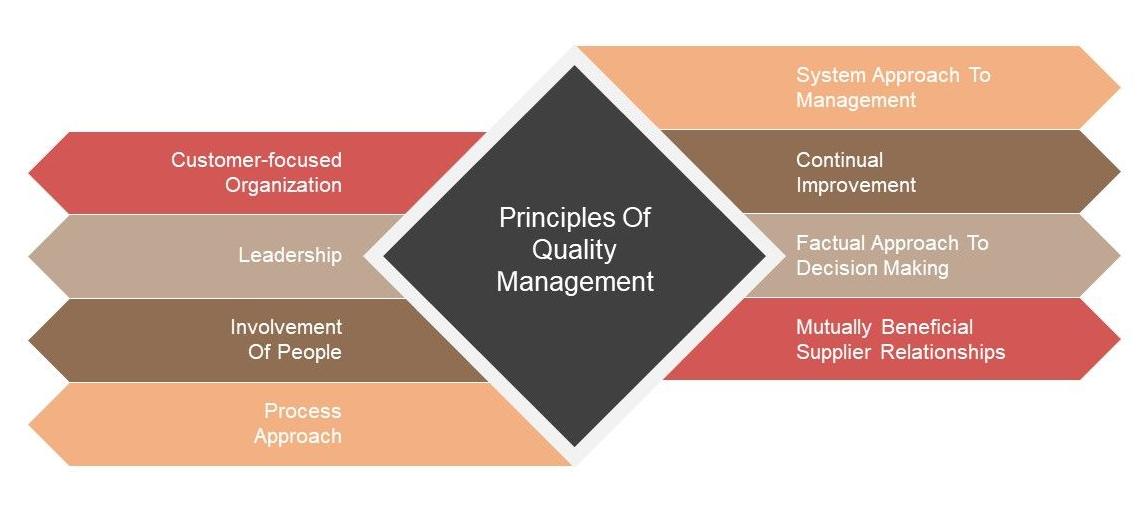 Principles Of
Quality
Management
Customer-focused
Organization
Leadership
Involvement
Of People
Process
Approach
System Approach To
Management
Continual
Improvement
Factual Approach To
Decision Making
Mutually Beneficial
Supplier Relationships